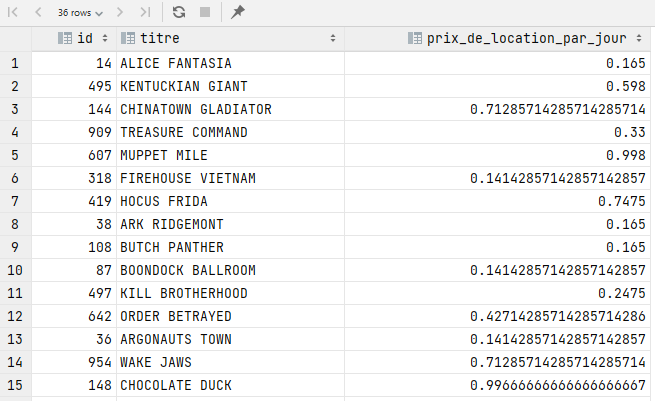 36 rows
id titre prix_de_location_par_jour
1 14 ALICE FANTASIA 0.165
2 495 KENTUCKIAN GIANT 0.598
3 144 CHINATOWN GLADIATOR 0.71285714285714285714
4 909 TREASURE COMMAND 0.33
5 607 MUPPET MILE 0.998
6 318 FIREHOUSE VIETNAM 0.14142857142857142857
7 419 HOCUS FRIDA 0.7475
8 38 ARK RIDGEMONT 0.165
9 108 BUTCH PANTHER 0.165
10 87 BOONDOCK BALLROOM 0.14142857142857142857
11 497 KILL BROTHERHOOD 0.2475
12 642 ORDER BETRAYED 0.42714285714285714286
13 36 ARGONAUTS TOWN 0.14142857142857142857
14 954 WAKE JAWS 0.71285714285714285714
15 148 CHOCOLATE DUCK 0.99666666666666666667